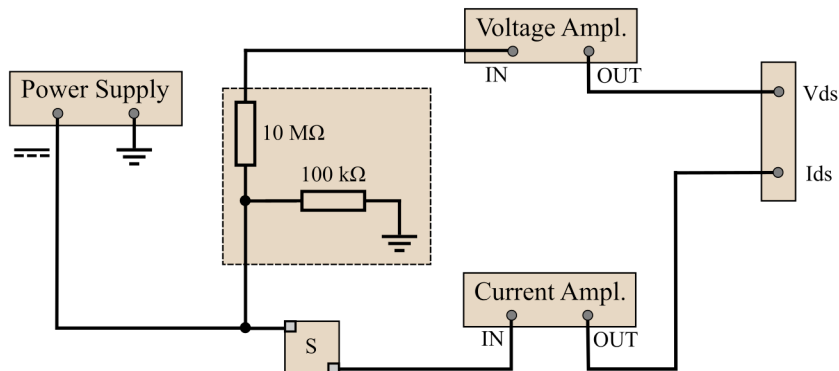 Voltage Ampl.
IN
OUT
Power Supply
Vds
10 MΩ
100 kΩ
Ids
Current Ampl.
IN
OUT
S